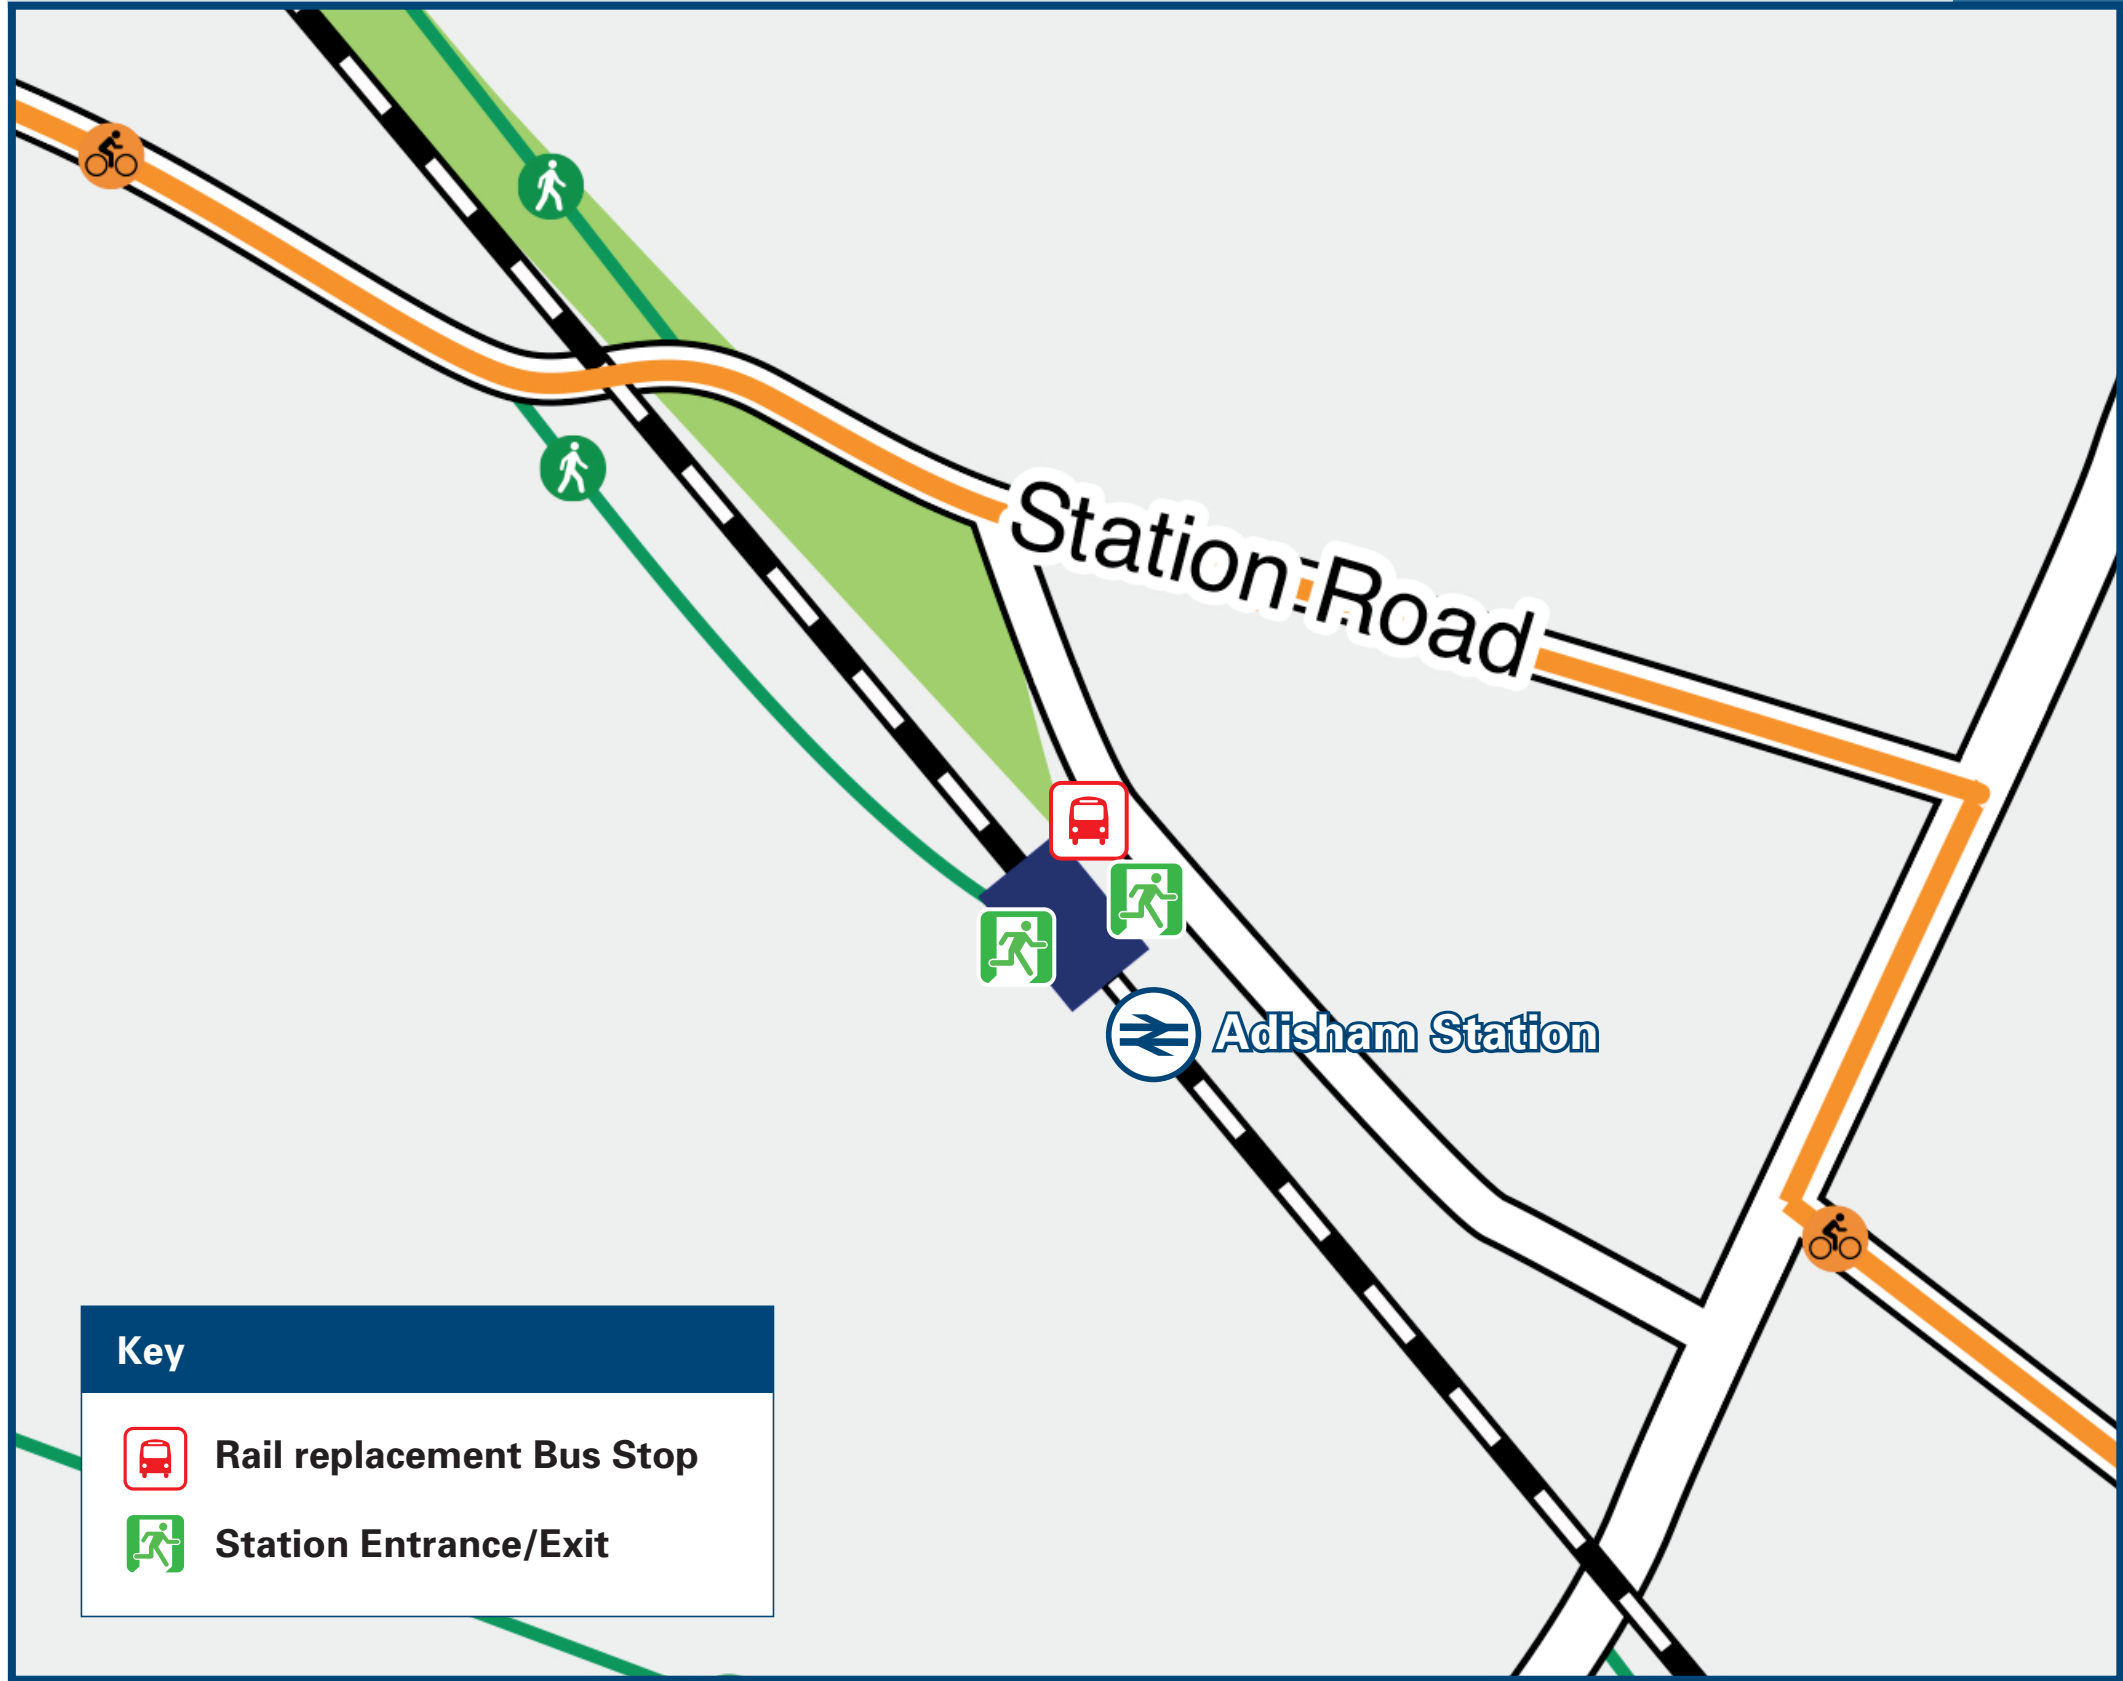 Station Road
Adisham Station
Key
Rail replacement Bus Stop
Station Entrance/Exit